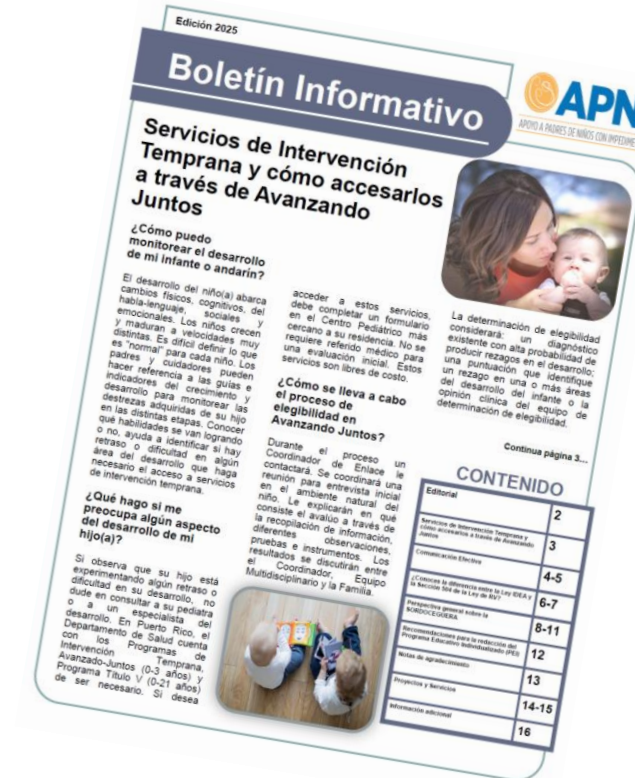 Edición 2025
Boletín Informativo
APN
APOYO A PADRES DE NIÑOS CON IMPEDIME
Servicios de Intervención
Temprana y cómo accesarlos
a través de Avanzando
Juntos
¿Cómo puedo
monitorear el desarrollo
de mi infante o andarín?
El desarrollo del niño(a) abarca
cambios físicos, cognitivos, del
habla-lenguaje, sociales y
emocionales. Los niños crecen
y maduran a velocidades muy
distintas. Es difícil definir lo que
es "normal" para cada niño. Los
padres y cuidadores pueden
hacer referencia a las guías e
indicadores del crecimiento y
desarrollo para monitorear las
destrezas adquiridas de su hijo
en las distintas etapas. Conocer
qué habilidades se van logrando
o no, ayuda a identificar si hay
retraso o dificultad en algún
área del desarrollo que haga
necesario el acceso a servicios
de intervención temprana.
¿Qué hago si me
preocupa algún aspecto
del desarrollo de mi
hijo(a)?
Si observa que su hijo está
experimentando algún retraso o
dificultad en su desarrollo, no
dude en consultar a su pediatra
o a un especialista del
desarrollo. En Puerto Rico, el
Departamento de Salud cuenta
con los Programas de
Intervención Temprana,
Avanzado-Juntos (0-3 años) y
Programa Título V (0-21 años)
de ser necesario. Si desea
acceder a estos servicios,
debe completar un formulario
en el Centro Pediátrico más
cercano a su residencia. No se
requiere referido médico para
una evaluación inicial. Estos
servicios son libres de costo.
¿Cómo se lleva a cabo
el proceso de
elegibilidad en
Avanzando Juntos?
Durante el proceso un
Coordinador de Enlace le
contactará. Se coordinará una
reunión para entrevista inicial
en el ambiente natural del
niño. Le explicarán en qué
consiste el avalúo a través de
la recopilación de información,
diferentes observaciones,
pruebas e instrumentos. Los
resultados se discutirán entre
el Coordinador, Equipo
Multidisciplinario y la Familia.
La determinación de elegibilidad
considerará: un diagnóstico
existente con alta probabilidad de
producir rezagos en el desarrollo;
una puntuación que identifique
un rezago en una o más áreas
del desarrollo del infante o la
opinión clínica del equipo de
determinación de elegibilidad.
Continua página 3...
CONTENIDO
Editorial 2
Servicios de Intervención Temprana y
cómo accesarlos a través de Avanzando
Juntos 3
Comunicación Efectiva 4-5
¿Conoces la diferencia entre la Ley IDEA y
la Sección 504 de la Ley de RV? 6-7
Perspectiva general sobre la
SORDOCEGUERA 8-11
Recomendaciones para la redacción del
Programa Educativo Individualizado (PEI) 12
Notas de agradecimiento 13
Proyectos y Servicios 14-15
Información adicional 16